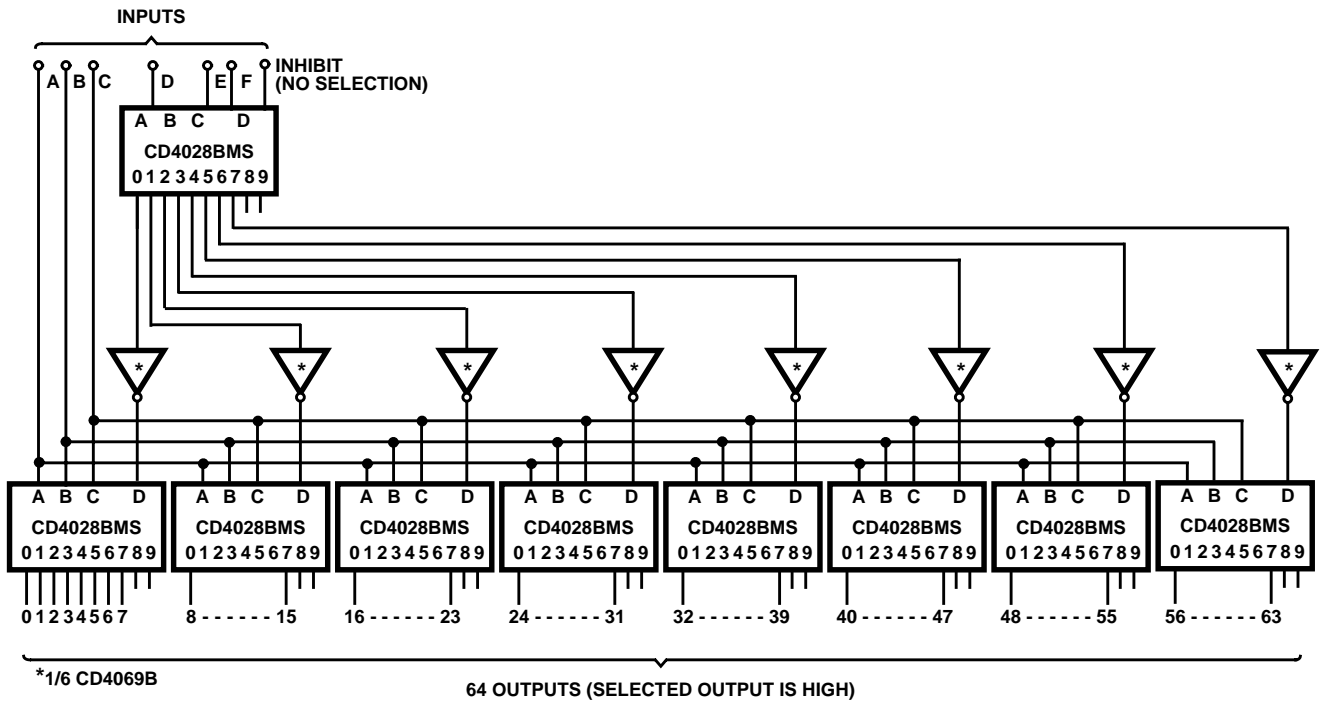 INPUTS
A B C D E F INHIBIT
(NO SELECTION)
A B C D
CD4028BMS
0 1 2 3 4 5 6 7 8 9
* * * * * * * *
A B C D A B C D A B C D A B C D A B C D A B C D A B C D A B C D
CD4028BMS CD4028BMS CD4028BMS CD4028BMS CD4028BMS CD4028BMS CD4028BMS CD4028BMS
0 1 2 3 4 5 6 7 8 9 0 1 2 3 4 5 6 7 8 9 0 1 2 3 4 5 6 7 8 9 0 1 2 3 4 5 6 7 8 9 0 1 2 3 4 5 6 7 8 9 0 1 2 3 4 5 6 7 8 9 0 1 2 3 4 5 6 7 8 9 0 1 2 3 4 5 6 7 8 9
0 1 2 3 4 5 6 7 8 - - - - - - 15 16 - - - - - - 23 24 - - - - - - 31 32 - - - - - - 39 40 - - - - - - 47 48 - - - - - - 55 56 - - - - - - 63
*1/6 CD4069B
64 OUTPUTS (SELECTED OUTPUT IS HIGH)